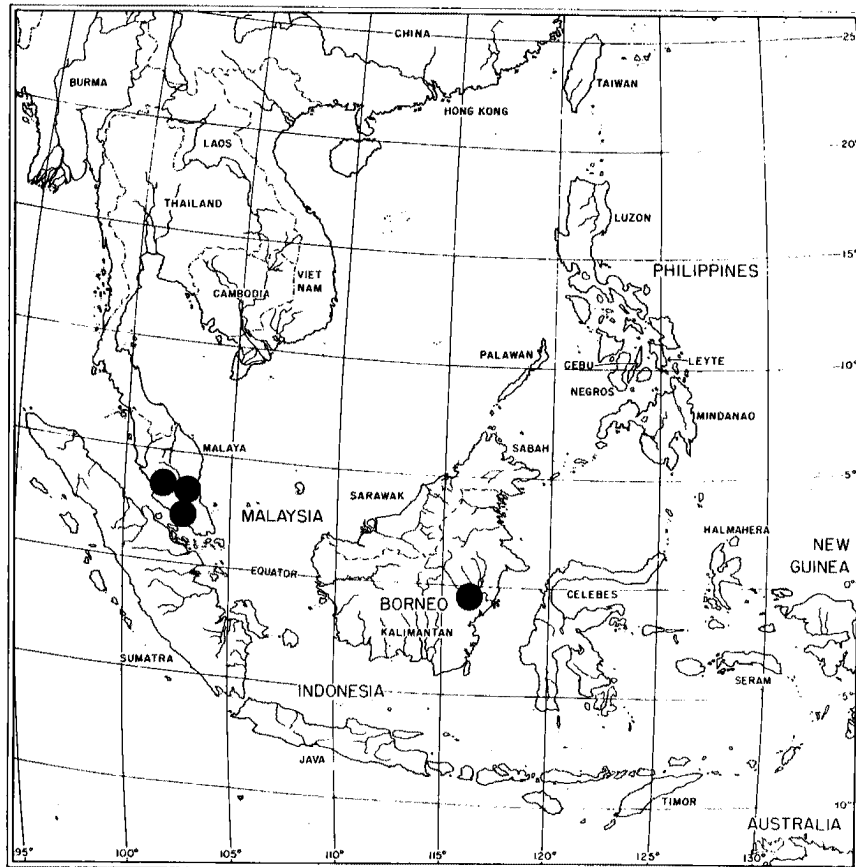 CHINA
25°
BURMA
TAIWAN
HONG KONG
20°
LAOS
THAILAND
LUZON
15°
VIET
NAM
PHILIPPINES
CAMBODIA
PALAWAN
CEBU
LEYTE
10°
NEGROS
MINDANAO
MALAYA
SABAH
5°
SARAWAK
MALAYSIA
HALMAHERA
NEW
GUINEA
EQUATOR
0°
BORNEO
CELEBES
KALIMANTAN
SUMATRA
SERAM
INDONESIA
5°
JAVA
TIMOR
10°
AUSTRALIA
95° 100° 105° 110° 115° 120° 125° 130°